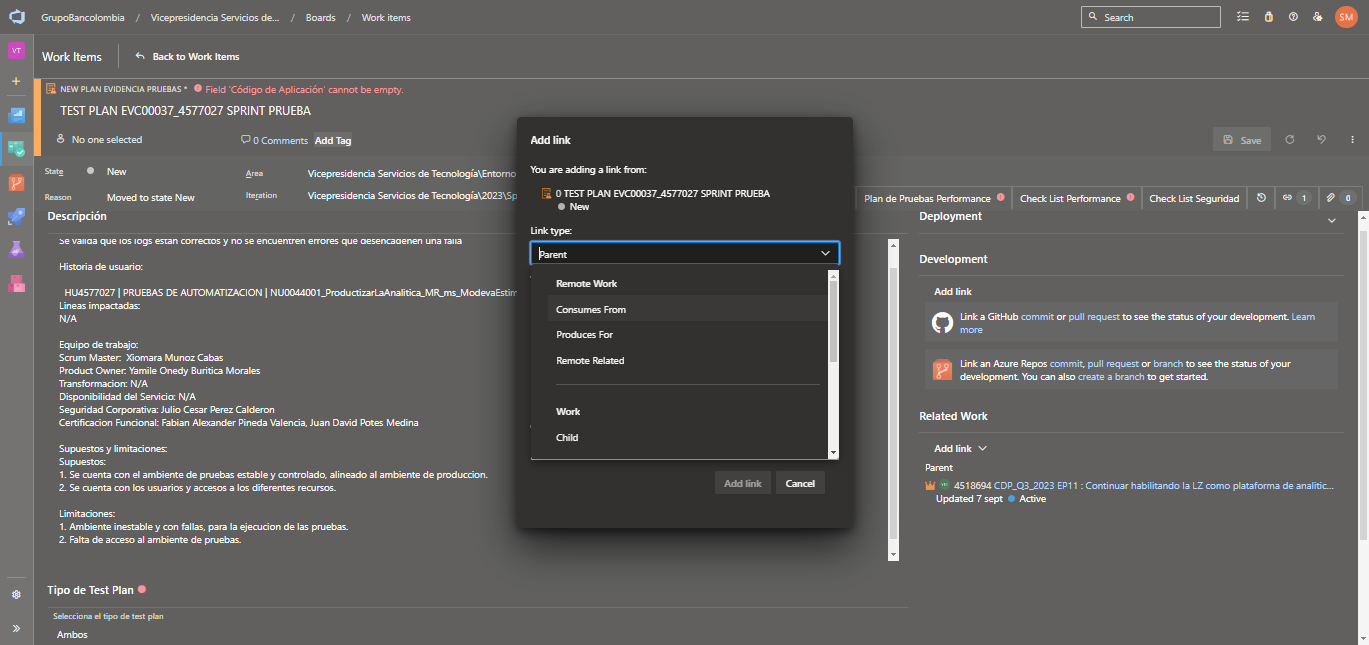 GrupoBancolombia / Vicepresidencia Servicios de... / Boards / Work items
Search
SM
VT
Work Items
Back to Work Items
NEW PLAN EVIDENCIA PRUEBAS * Field 'Código de Aplicación' cannot be empty.
TEST PLAN EVC00037_4577027 SPRINT PRUEBA
No one selected
0 Comments
Add Tag
Save
State
New
Area
Vicepresidencia Servicios de Tecnología\Entorno
Reason
Moved to state New
Iteration
Vicepresidencia Servicios de Tecnología\2023\Sp
Plan de Pruebas Performance
Check List Performance
Check List Seguridad
1
0
Descripción
Se valida que los logs estan correctos y no se encuentren errores que desencadenen una falla
Historia de usuario:
HU4577027 | PRUEBAS DE AUTOMATIZACION | NU0044001_ProductizarLaAnalitica_MR_ms_ModevaEstim
Lineas impactadas:
N/A
Equipo de trabajo:
Scrum Master: Xiomara Munoz Cabas
Product Owner: Yamile Onedy Buritica Morales
Transformacion: N/A
Disponibilidad del Servicio: N/A
Seguridad Corporativa: Julio Cesar Perez Calderon
Certificacion Funcional: Fabian Alexander Pineda Valencia, Juan David Potes Medina
Supuestos y limitaciones:
Supuestos:
1. Se cuenta con el ambiente de pruebas estable y controlado, alineado al ambiente de produccion.
2. Se cuenta con los usuarios y accesos a los diferentes recursos.
Limitaciones:
1. Ambiente inestable y con fallas, para la ejecucion de las pruebas.
2. Falta de acceso al ambiente de pruebas.
Tipo de Test Plan
Selecciona el tipo de test plan
Ambos
Add link
You are adding a link from:
0 TEST PLAN EVC00037_4577027 SPRINT PRUEBA
New
Link type:
Parent
Remote Work
Consumes From
Produces For
Remote Related
Work
Child
Add link
Cancel
Deployment
Development
Add link
Link a GitHub commit or pull request to see the status of your development. Learn
more
Link an Azure Repos commit, pull request or branch to see the status of your
development. You can also create a branch to get started.
Related Work
Add link
Parent
4518694 CDP_Q3_2023 EP11 : Continuar habilitando la LZ como plataforma de analitic...
Updated 7 sept Active